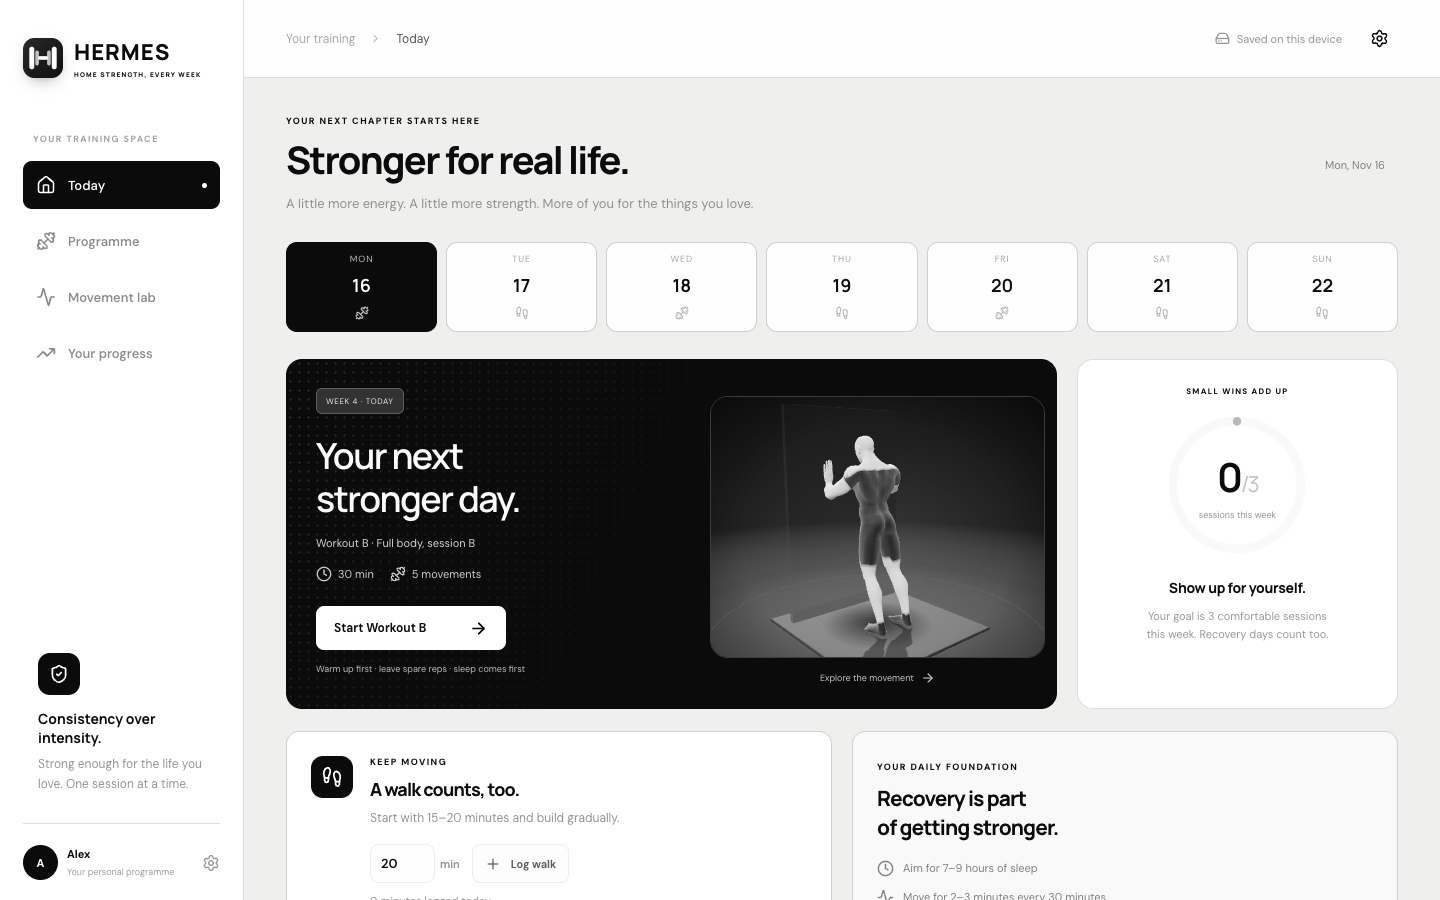 HERMES
HOME STRENGTH, EVERY WEEK
YOUR TRAINING SPACE
Today
Programme
Movement lab
Your progress
Consistency over
intensity.
Strong enough for the life you
love. One session at a time.
A
Alex
Your personal programme
Your training
Today
Saved on this device
YOUR NEXT CHAPTER STARTS HERE
Stronger for real life.
Mon, Nov 16
A little more energy. A little more strength. More of you for the things you love.
MON
16
TUE
17
WED
18
THU
19
FRI
20
SAT
21
SUN
22
WEEK 4 · TODAY
Your next
stronger day.
Workout B · Full body, session B
30 min
5 movements
Start Workout B
Warm up first · leave spare reps · sleep comes first
Explore the movement
SMALL WINS ADD UP
0/3
sessions this week
Show up for yourself.
Your goal is 3 comfortable sessions
this week. Recovery days count too.
KEEP MOVING
A walk counts, too.
Start with 15–20 minutes and build gradually.
20
min
Log walk
0 minutes logged today
YOUR DAILY FOUNDATION
Recovery is part
of getting stronger.
Aim for 7–9 hours of sleep
Move for 2–3 minutes every 30 minutes